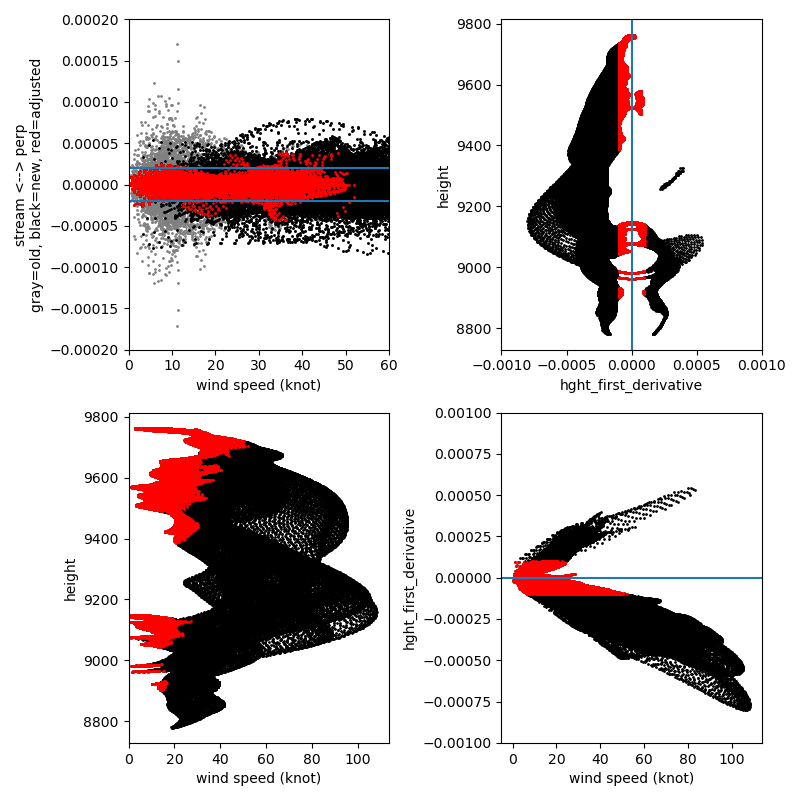 0.00020
0.00015
0.00010
0.00005
0.00000
−0.00005
−0.00010
−0.00015
−0.00020
stream <--> perp
gray=old, black=new, red=adjusted
0 10 20 30 40 50 60
wind speed (knot)
9800
9600
9400
9200
9000
8800
height
−0.0010 −0.0005 0.0000 0.0005 0.0010
hght_first_derivative
9800
9600
9400
9200
9000
8800
height
0 20 40 60 80 100
wind speed (knot)
0.00100
0.00075
0.00050
0.00025
0.00000
−0.00025
−0.00050
−0.00075
−0.00100
hght_first_derivative
0 20 40 60 80 100
wind speed (knot)